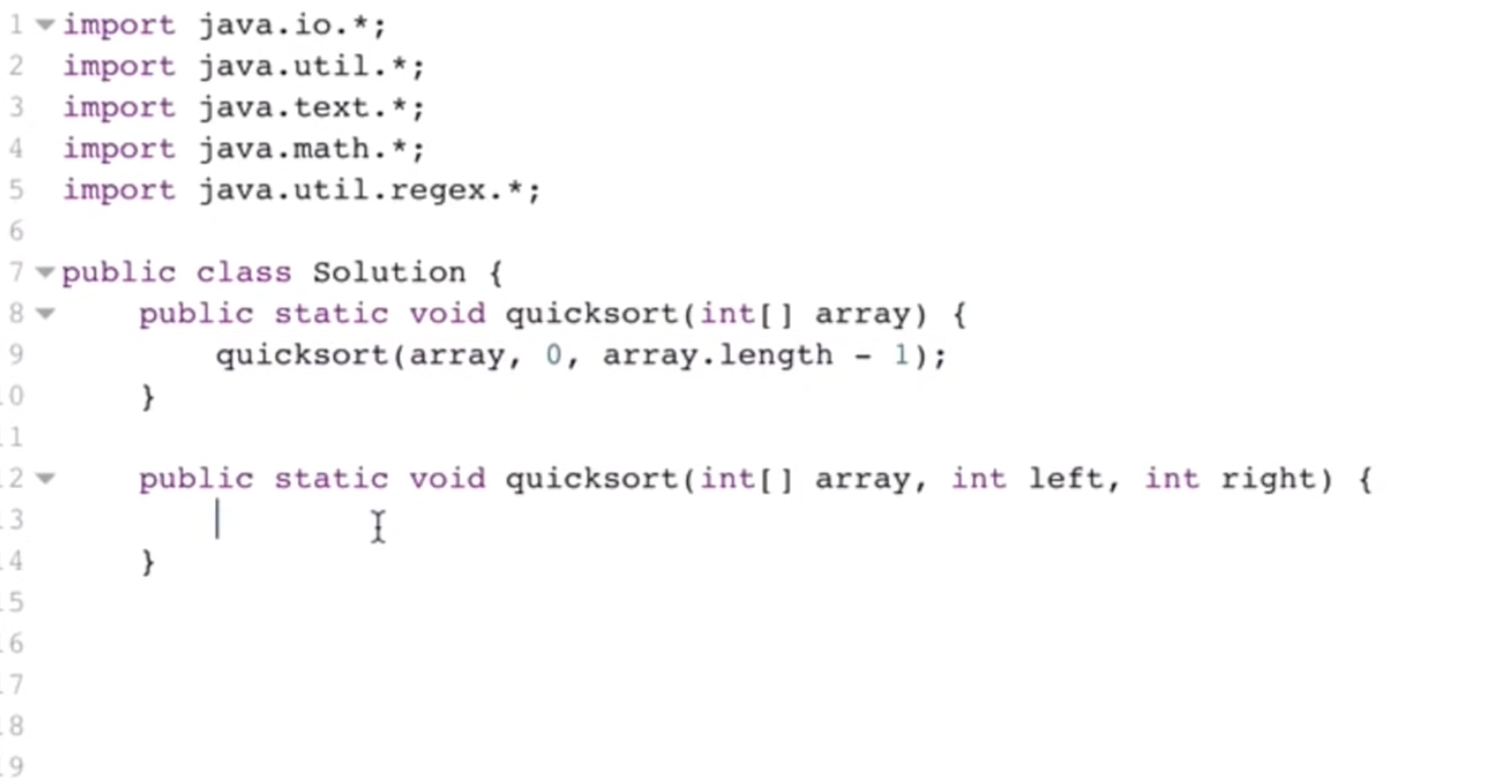 1 import java.io.*;
2 import java.util.*;
3 import java.text.*;
4 import java.math.*;
5 import java.util.regex.*;
6
7 public class Solution {
8 public static void quicksort(int[] array) {
9 quicksort(array, 0, array.length - 1);
10 }
11
12 public static void quicksort(int[] array, int left, int right) {
13
14 }
15
16
17
18
19